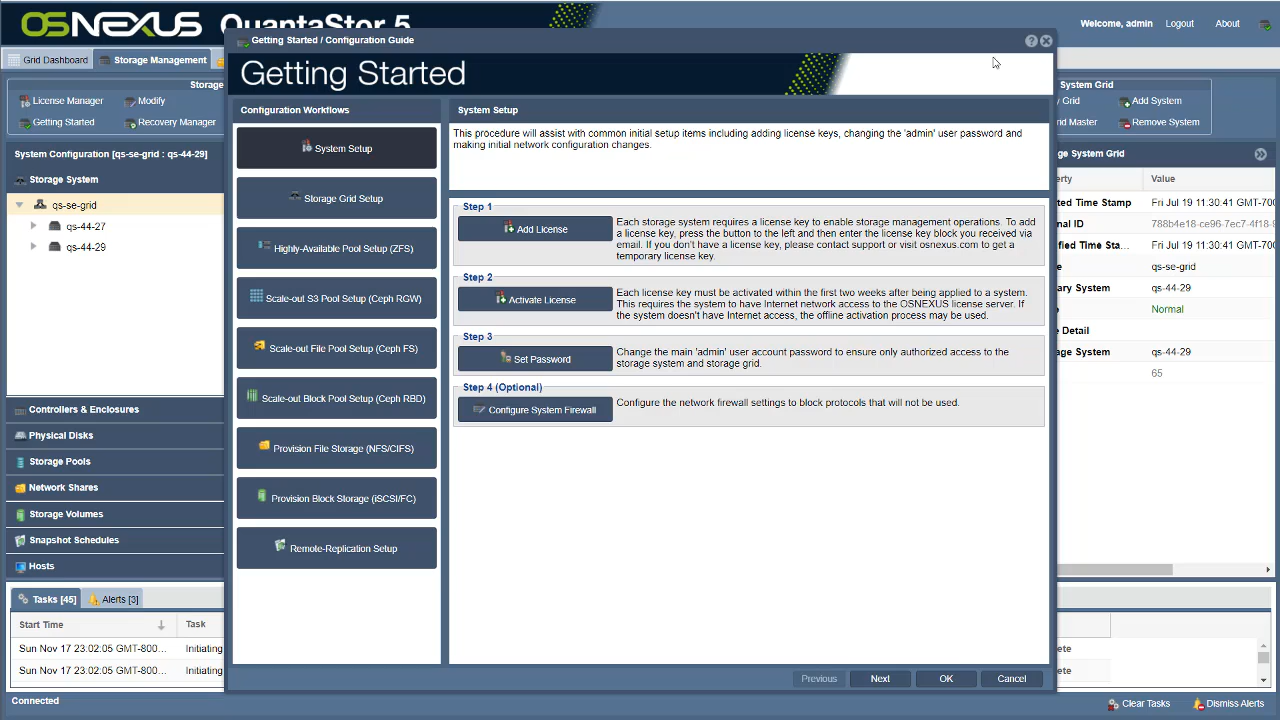 OSNEXUS QuantaStor 5
Welcome, admin Logout About
Grid Dashboard Storage Management
Getting Started / Configuration Guide
Getting Started
Storage
License Manager Modify
Getting Started Recovery Manager
System Grid
Grid Add System
Remove System
System Configuration [qs-se-grid : qs-44-29]
Storage System
qs-se-grid
qs-44-27
qs-44-29
Controllers & Enclosures
Physical Disks
Storage Pools
Network Shares
Storage Volumes
Snapshot Schedules
Hosts
Configuration Workflows
System Setup
Storage Grid Setup
Highly-Available Pool Setup (ZFS)
Scale-out S3 Pool Setup (Ceph RGW)
Scale-out File Pool Setup (Ceph FS)
Scale-out Block Pool Setup (Ceph RBD)
Provision File Storage (NFS/CIFS)
Provision Block Storage (iSCSI/FC)
Remote-Replication Setup
System Setup
This procedure will assist with common initial setup items including adding license keys, changing the 'admin' user password and
making initial network configuration changes.
Step 1
Add License
Each storage system requires a license key to enable storage management operations. To add
a license key, press the button to the left and then enter the license key block you received via
email. If you don't have a license key, please contact support or visit osnexus.com to get a
temporary license key.
Step 2
Activate License
Each license key must be activated within the first two weeks after being applied to a system.
This requires the system to have Internet network access to the OSNEXUS license server. If
the system doesn't have Internet access, the offline activation process may be used.
Step 3
Set Password
Change the main 'admin' user account password to ensure only authorized access to the
storage system and storage grid.
Step 4 (Optional)
Configure System Firewall
Configure the network firewall settings to block protocols that will not be used.
Previous Next OK Cancel
System Grid
Value
Time Stamp Fri Jul 19 11:30:41 GMT-700
ID 788b4e18-ce96-7ec7-4f18-
Fri Jul 19 11:30:41 GMT-700
qs-se-grid
System qs-44-29
Normal
Detail
System qs-44-29
65
Tasks [45] Alerts [3]
Start Time Task
Sun Nov 17 23:02:05 GMT-800... Initiating
Sun Nov 17 23:02:05 GMT-800... Initiating
Connected
Clear Tasks Dismiss Alerts